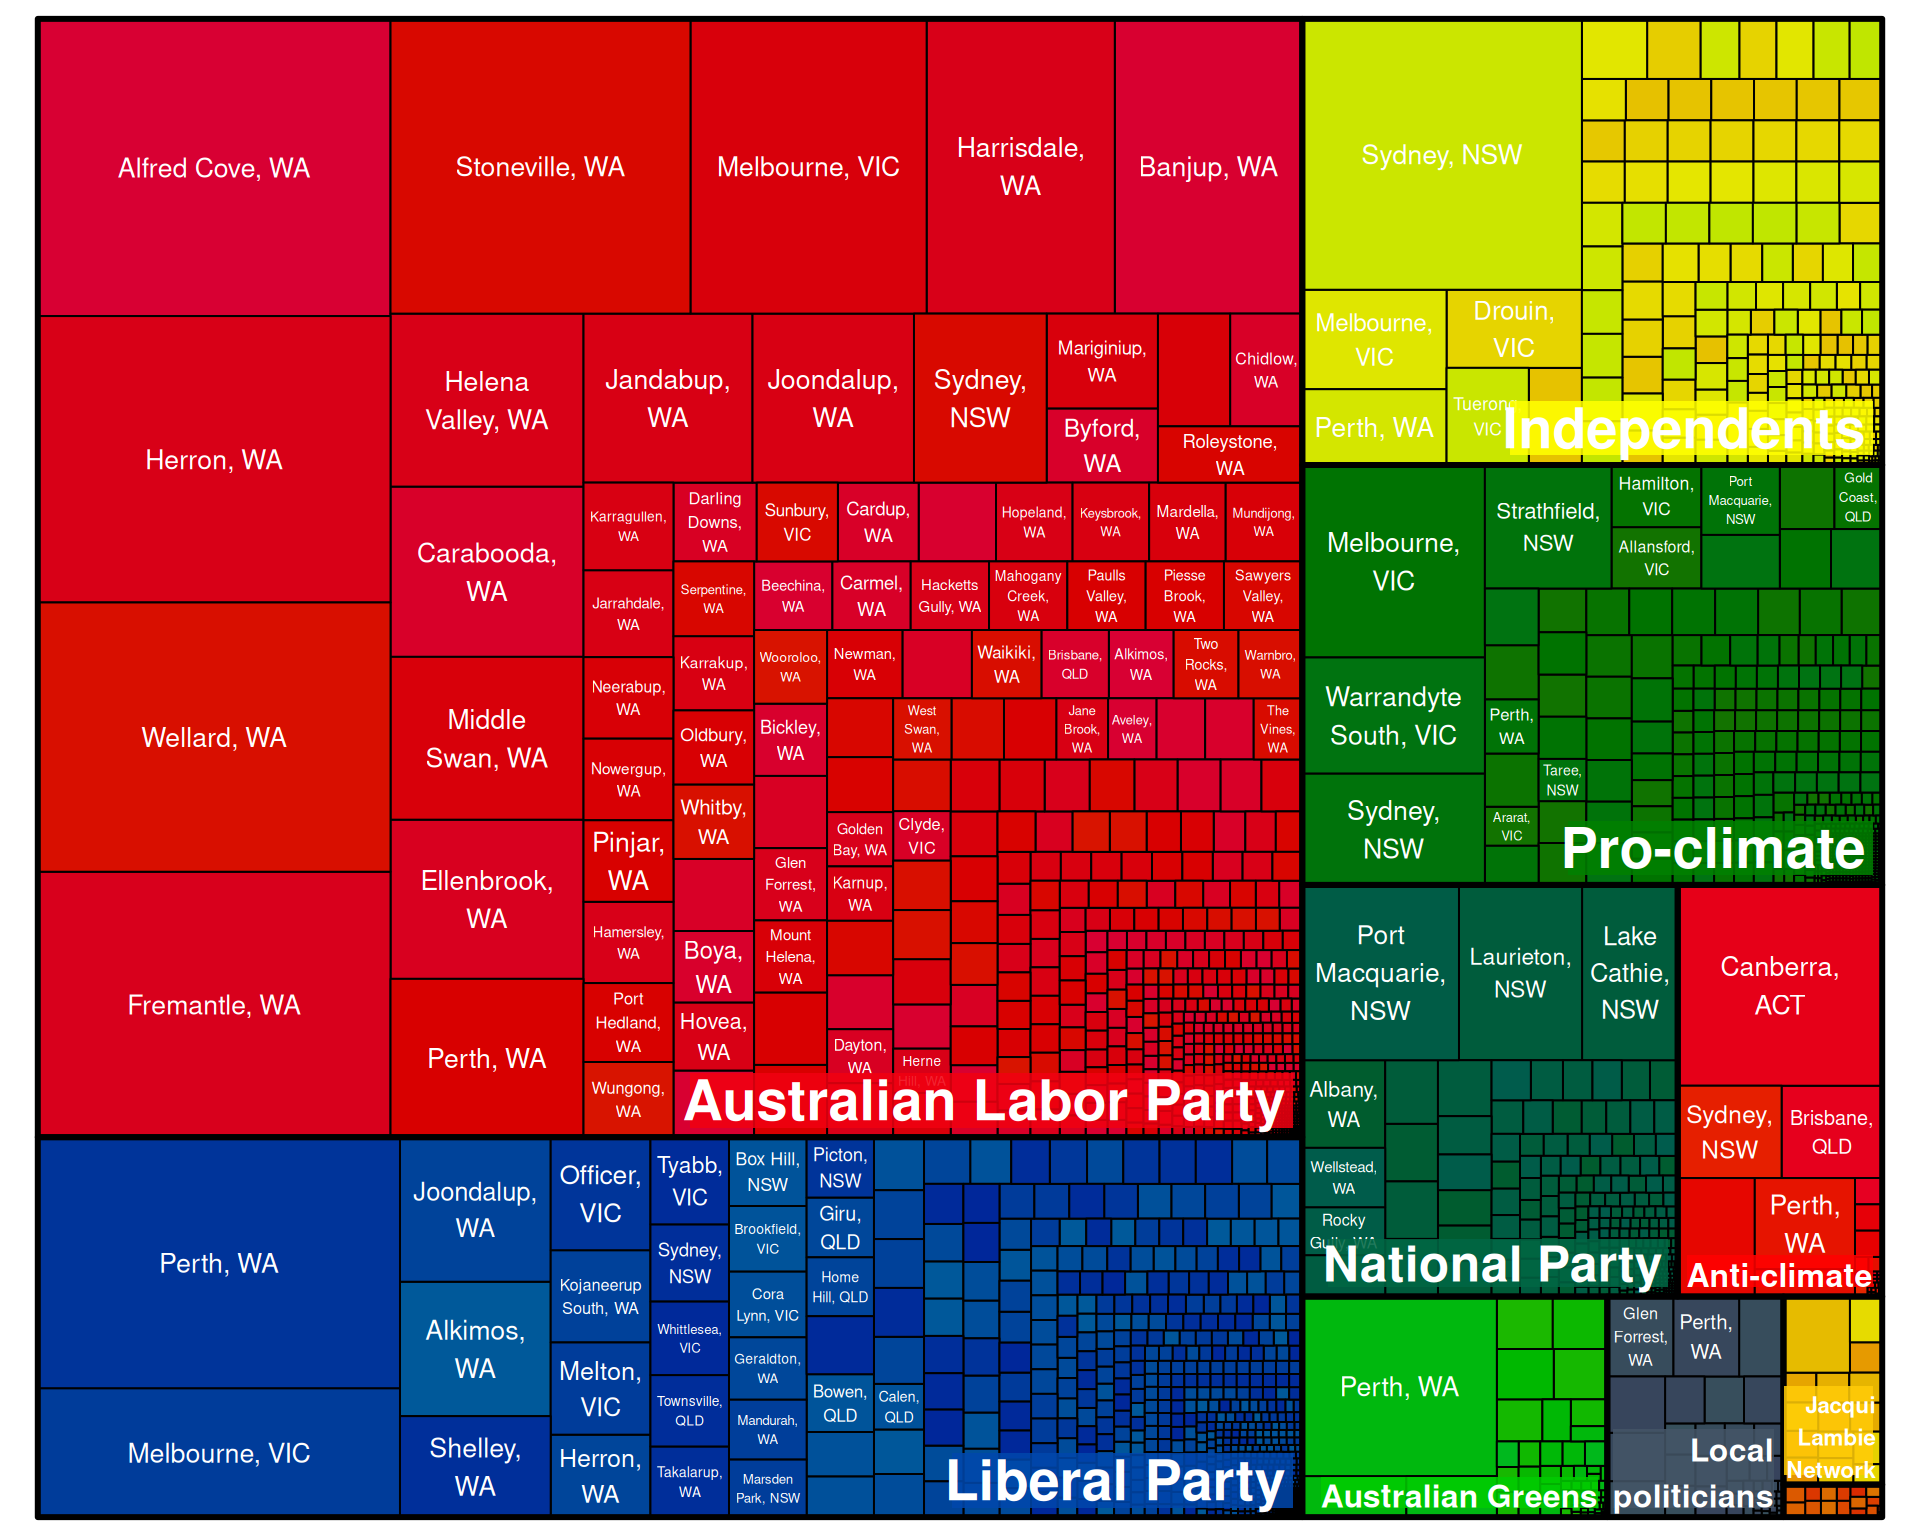 Alfred Cove, WA
Stoneville, WA
Melbourne, VIC
Harrisdale,
WA
Banjup, WA
Herron, WA
Wellard, WA
Fremantle, WA
Helena
Valley, WA
Jandabup,
WA
Joondalup,
WA
Sydney,
NSW
Mariginiup,
WA
Chidlow,
WA
Byford,
WA
Roleystone,
WA
Carabooda,
WA
Middle
Swan, WA
Ellenbrook,
WA
Perth, WA
Karragullen,
WA
Darling
Downs,
WA
Sunbury,
VIC
Cardup,
WA
Hopeland,
WA
Keysbrook,
WA
Mardella,
WA
Mundijong,
WA
Jarrahdale,
WA
Serpentine,
WA
Beechina,
WA
Carmel,
WA
Hacketts
Gully, WA
Mahogany
Creek,
WA
Paulls
Valley,
WA
Piesse
Brook,
WA
Sawyers
Valley,
WA
Neerabup,
WA
Karrakup,
WA
Wooroloo,
WA
Newman,
WA
Waikiki,
WA
Brisbane,
QLD
Alkimos,
WA
Two
Rocks,
WA
Warnbro,
WA
Nowergup,
WA
Oldbury,
WA
Bickley,
WA
West
Swan,
WA
Jane
Brook,
WA
Aveley,
WA
The
Vines,
WA
Pinjar,
WA
Whitby,
WA
Glen
Forrest,
WA
Golden
Bay, WA
Clyde,
VIC
Karnup,
WA
Hamersley,
WA
Boya,
WA
Mount
Helena,
WA
Port
Hedland,
WA
Hovea,
WA
Dayton,
WA
Herne
Hill, WA
Wungong,
WA
Australian Labor Party
Perth, WA
Melbourne, VIC
Joondalup,
WA
Alkimos,
WA
Shelley,
WA
Officer,
VIC
Kojaneerup
South, WA
Melton,
VIC
Herron,
WA
Tyabb,
VIC
Sydney,
NSW
Whittlesea,
VIC
Townsville,
QLD
Takalarup,
WA
Box Hill,
NSW
Brookfield,
VIC
Cora
Lynn, VIC
Geraldton,
WA
Mandurah,
WA
Marsden
Park, NSW
Picton,
NSW
Giru,
QLD
Home
Hill, QLD
Bowen,
QLD
Calen,
QLD
Liberal Party
Sydney, NSW
Melbourne,
VIC
Drouin,
VIC
Perth, WA
Tuerong,
VIC
Independents
Melbourne,
VIC
Warrandyte
South, VIC
Sydney,
NSW
Strathfield,
NSW
Hamilton,
VIC
Allansford,
VIC
Port
Macquarie,
NSW
Gold
Coast,
QLD
Perth,
WA
Taree,
NSW
Ararat,
VIC
Pro-climate
Port
Macquarie,
NSW
Laurieton,
NSW
Lake
Cathie,
NSW
Albany,
WA
Wellstead,
WA
Rocky
Gully, WA
National Party
Canberra,
ACT
Sydney,
NSW
Brisbane,
QLD
Perth,
WA
Anti-climate
Perth, WA
Australian Greens
Glen
Forrest,
WA
Perth,
WA
Local
politicians
Jacqui
Lambie
Network